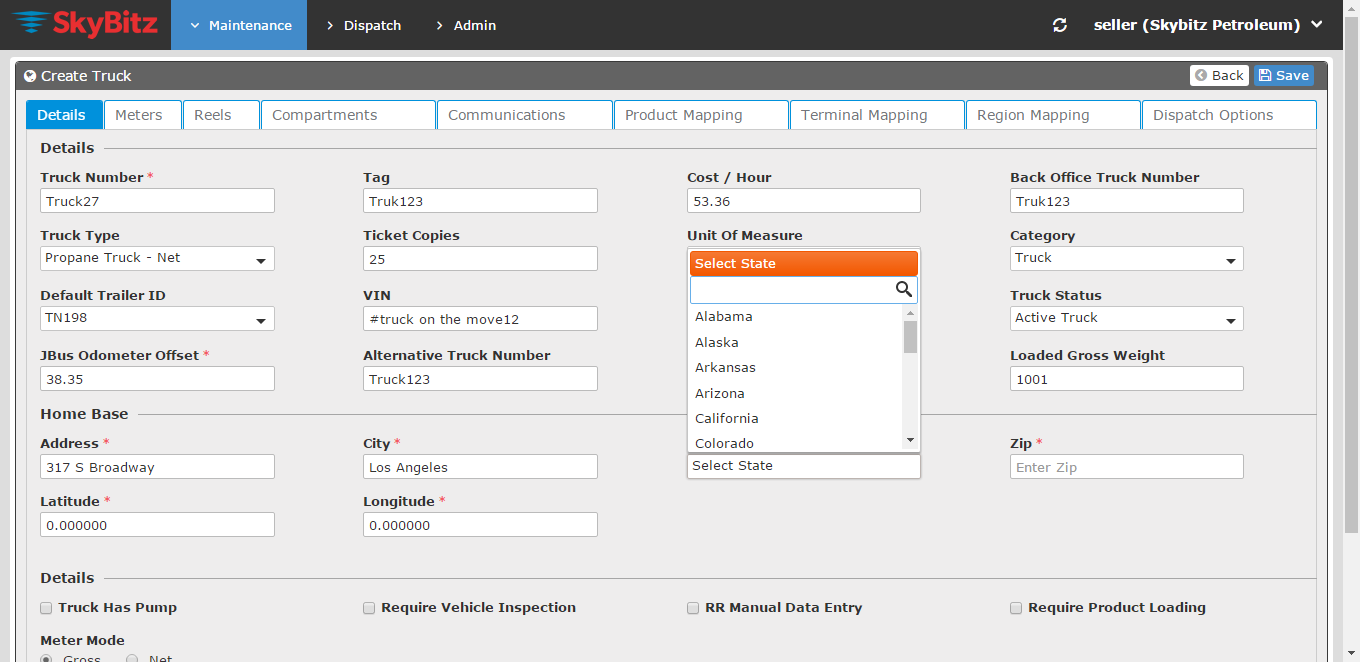 SkyBitz
Maintenance
Dispatch
Admin
seller (Skybitz Petroleum)
Create Truck
Back
Save
Details
Meters
Reels
Compartments
Communications
Product Mapping
Terminal Mapping
Region Mapping
Dispatch Options
Details
Truck Number *
Tag
Cost / Hour
Back Office Truck Number
Truck27
Truk123
53.36
Truk123
Truck Type
Ticket Copies
Unit Of Measure
Category
Propane Truck - Net
25
Select State
Truck
Default Trailer ID
VIN
Truck Status
TN198
#truck on the move12
Alabama
Active Truck
Alaska
JBus Odometer Offset *
Alternative Truck Number
Arkansas
Loaded Gross Weight
38.35
Truck123
Arizona
1001
Home Base
California
Address *
City *
Colorado
Zip *
317 S Broadway
Los Angeles
Select State
Enter Zip
Latitude *
Longitude *
0.000000
0.000000
Details
Truck Has Pump
Require Vehicle Inspection
RR Manual Data Entry
Require Product Loading
Meter Mode
Gross
Net